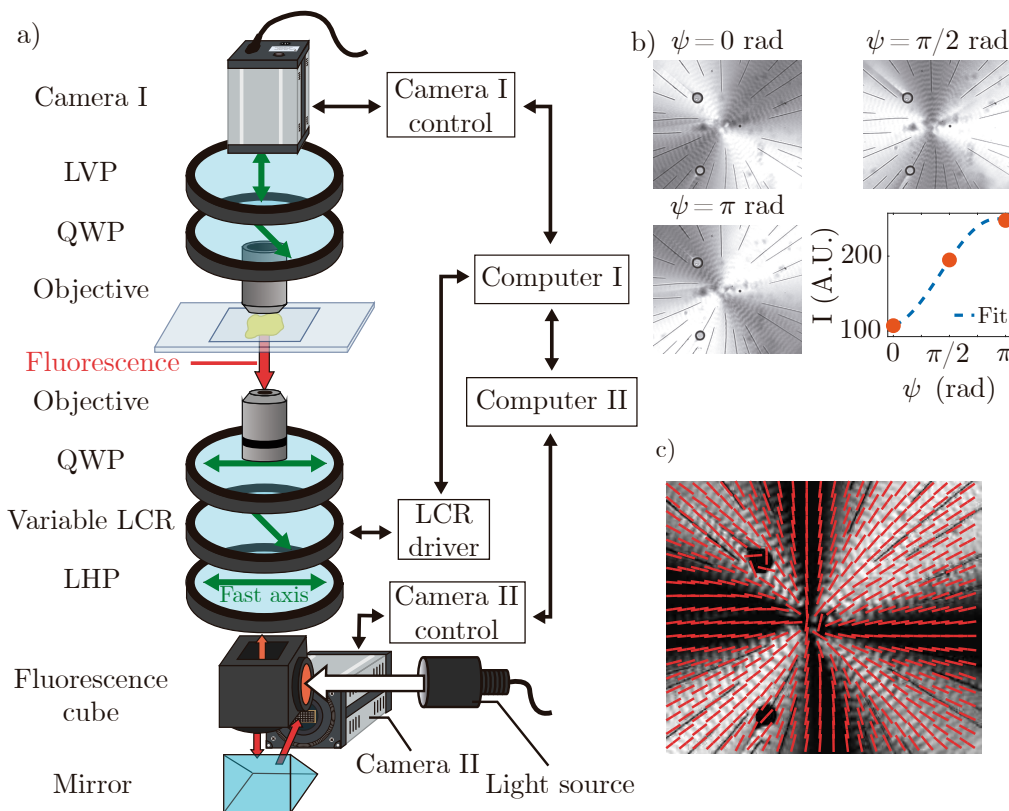 a)
Camera I
LVP
QWP
Objective
Fluorescence
Objective
QWP
Variable LCR
LHP
Fast axis
Fluorescence
cube
Mirror
Camera I
control
Computer I
Computer II
LCR
driver
Camera II
control
Camera II
Light source
b)
ψ = 0 rad
ψ = π/2 rad
ψ = π rad
I (A.U.)
200
100
Fit
0
π/2
π
ψ (rad)
c)